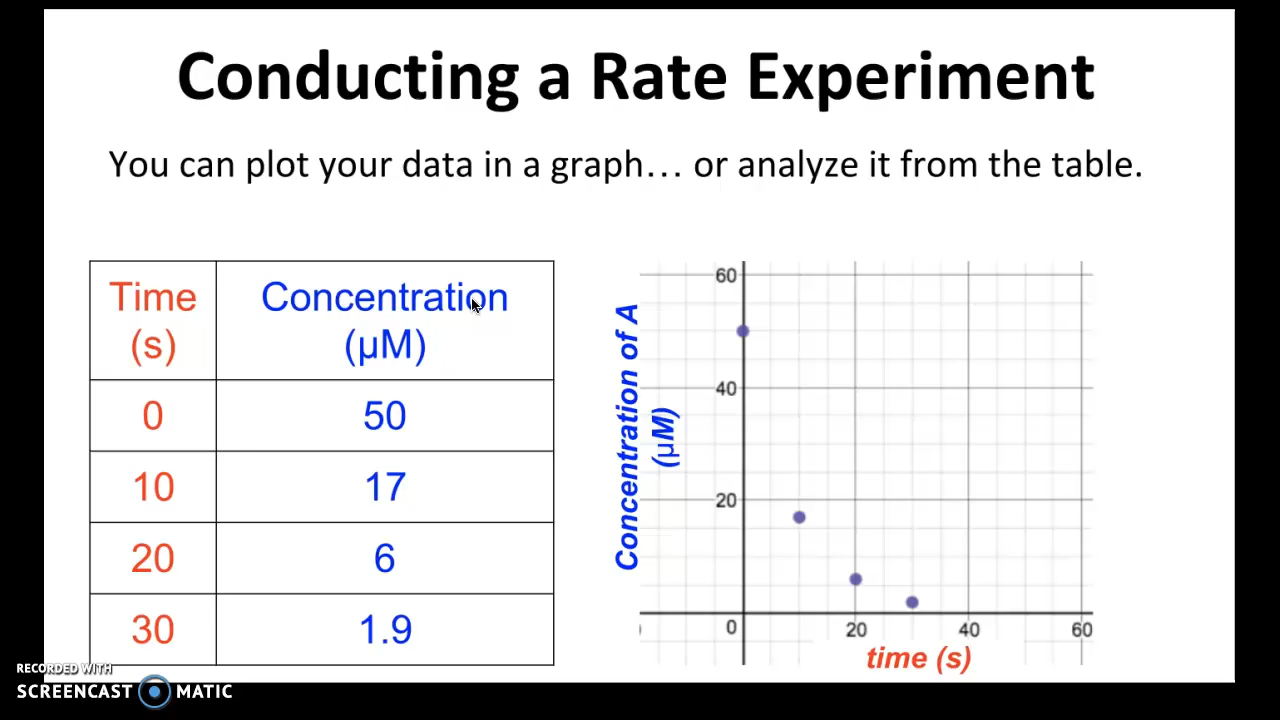 Conducting a Rate Experiment
You can plot your data in a graph… or analyze it from the table.
Time (s) Concentration (µM)
0 50
10 17
20 6
30 1.9
Concentration of A
(µM)
60
40
20
0 20 40 60
time (s)
RECORDED WITH
SCREENCAST MATIC